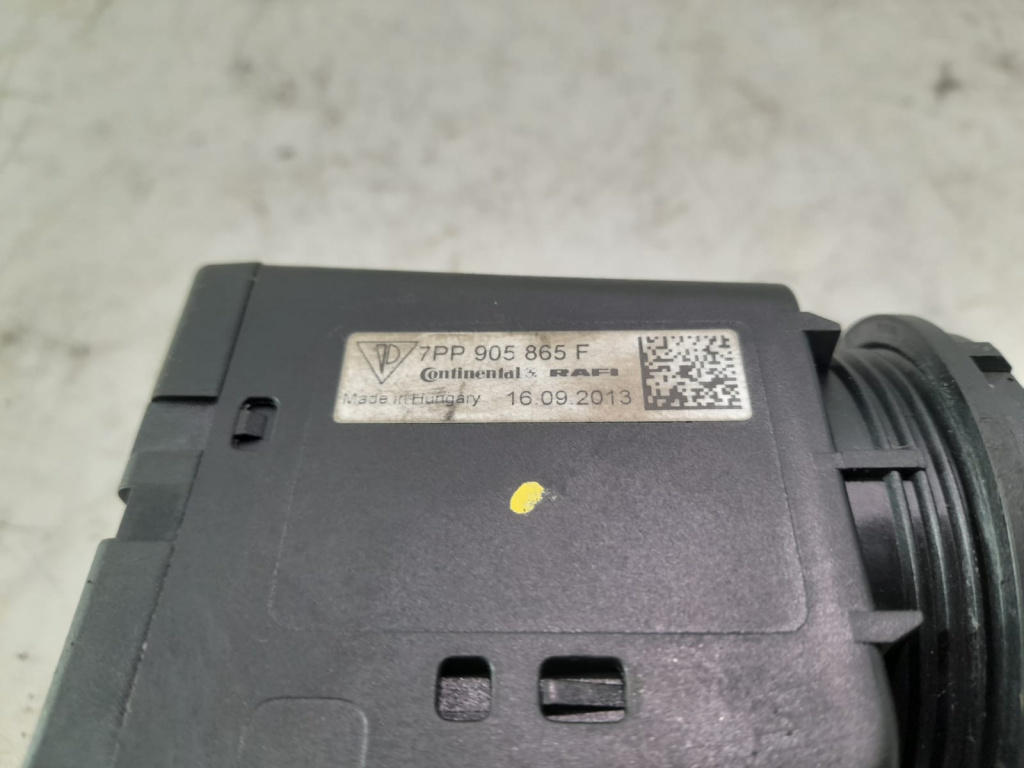 7PP 905 865 F
Continental & RAFI
Made in Hungary 16.09.2013